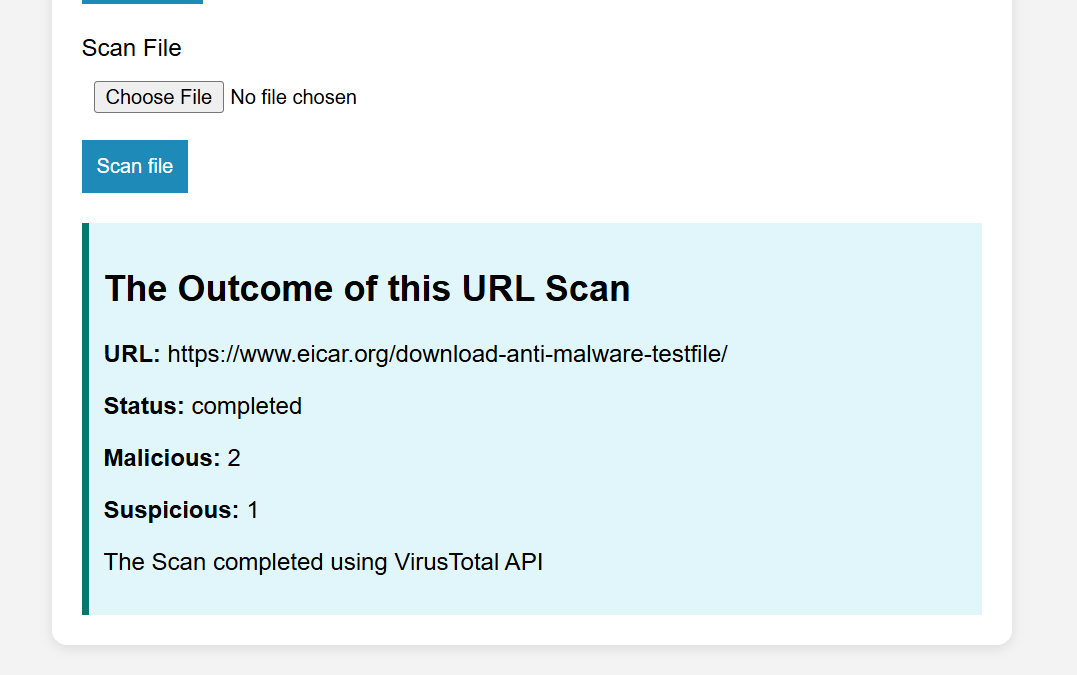 Scan File
Choose File No file chosen
Scan file
The Outcome of this URL Scan
URL: https://www.eicar.org/download-anti-malware-testfile/
Status: completed
Malicious: 2
Suspicious: 1
The Scan completed using VirusTotal API